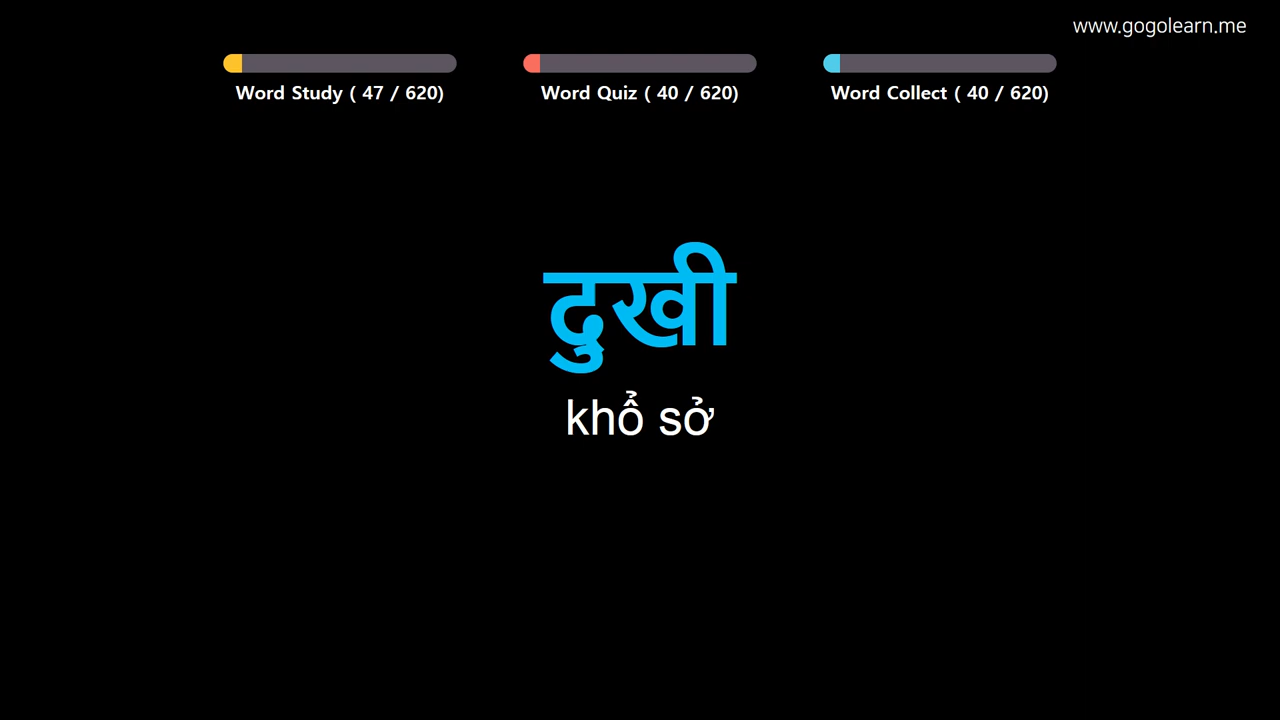 www.gogolearn.me
Word Study ( 47 / 620)
Word Quiz ( 40 / 620)
Word Collect ( 40 / 620)
दुखी
khổ sở